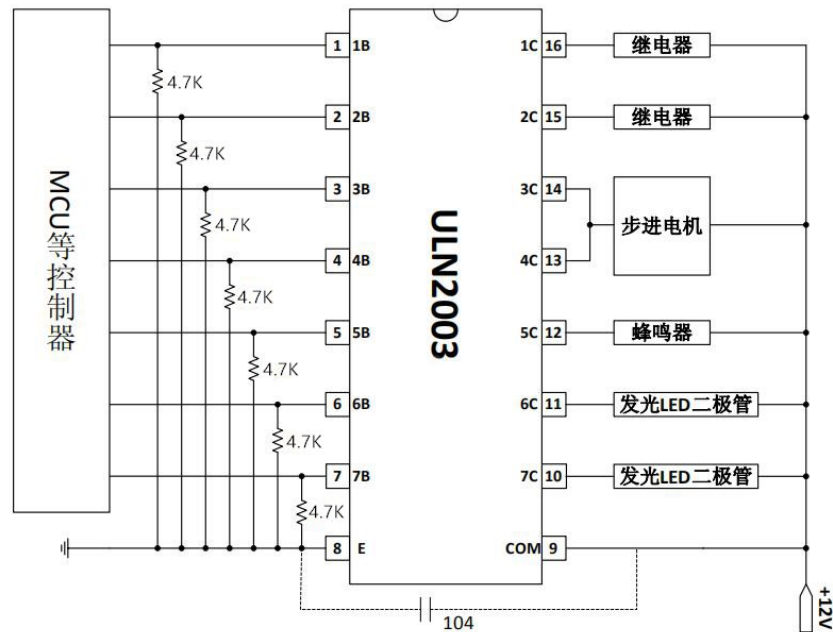 MCU等控制器
4.7K
4.7K
4.7K
4.7K
4.7K
4.7K
4.7K
1 1B
2 2B
3 3B
4 4B
5 5B
6 6B
7 7B
8 E
ULN2003
1C 16
2C 15
3C 14
4C 13
5C 12
6C 11
7C 10
COM 9
继电器
继电器
步进电机
蜂鸣器
发光LED二极管
发光LED二极管
104
+12V